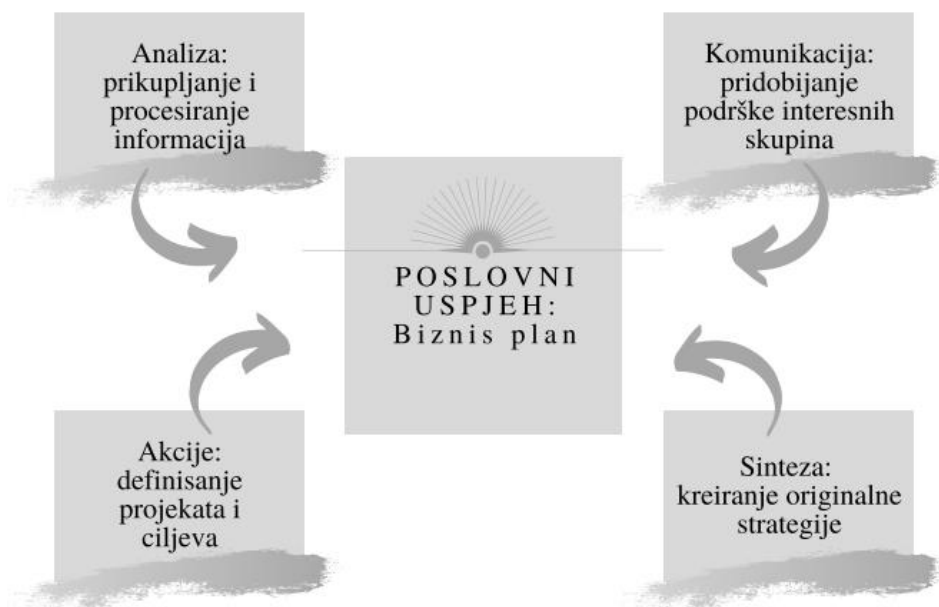 Analiza:
prikupljanje i
procesiranje
informacija
Komunikacija:
pridobijanje
podrške interesnih
skupina
POSLOVNI
USPJEH:
Biznis plan
Akcije:
definisanje
projekata i
ciljeva
Sinteza:
kreiranje originalne
strategije